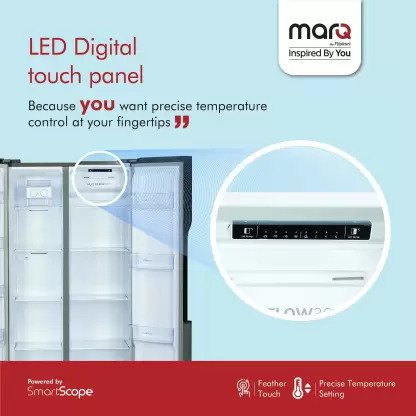 LED Digital
touch panel
Because you want precise temperature
control at your fingertips
marQ
by Flipkart
Inspired By You
Powered by
SmartScope
Feather
Touch
Precise Temperature
Setting